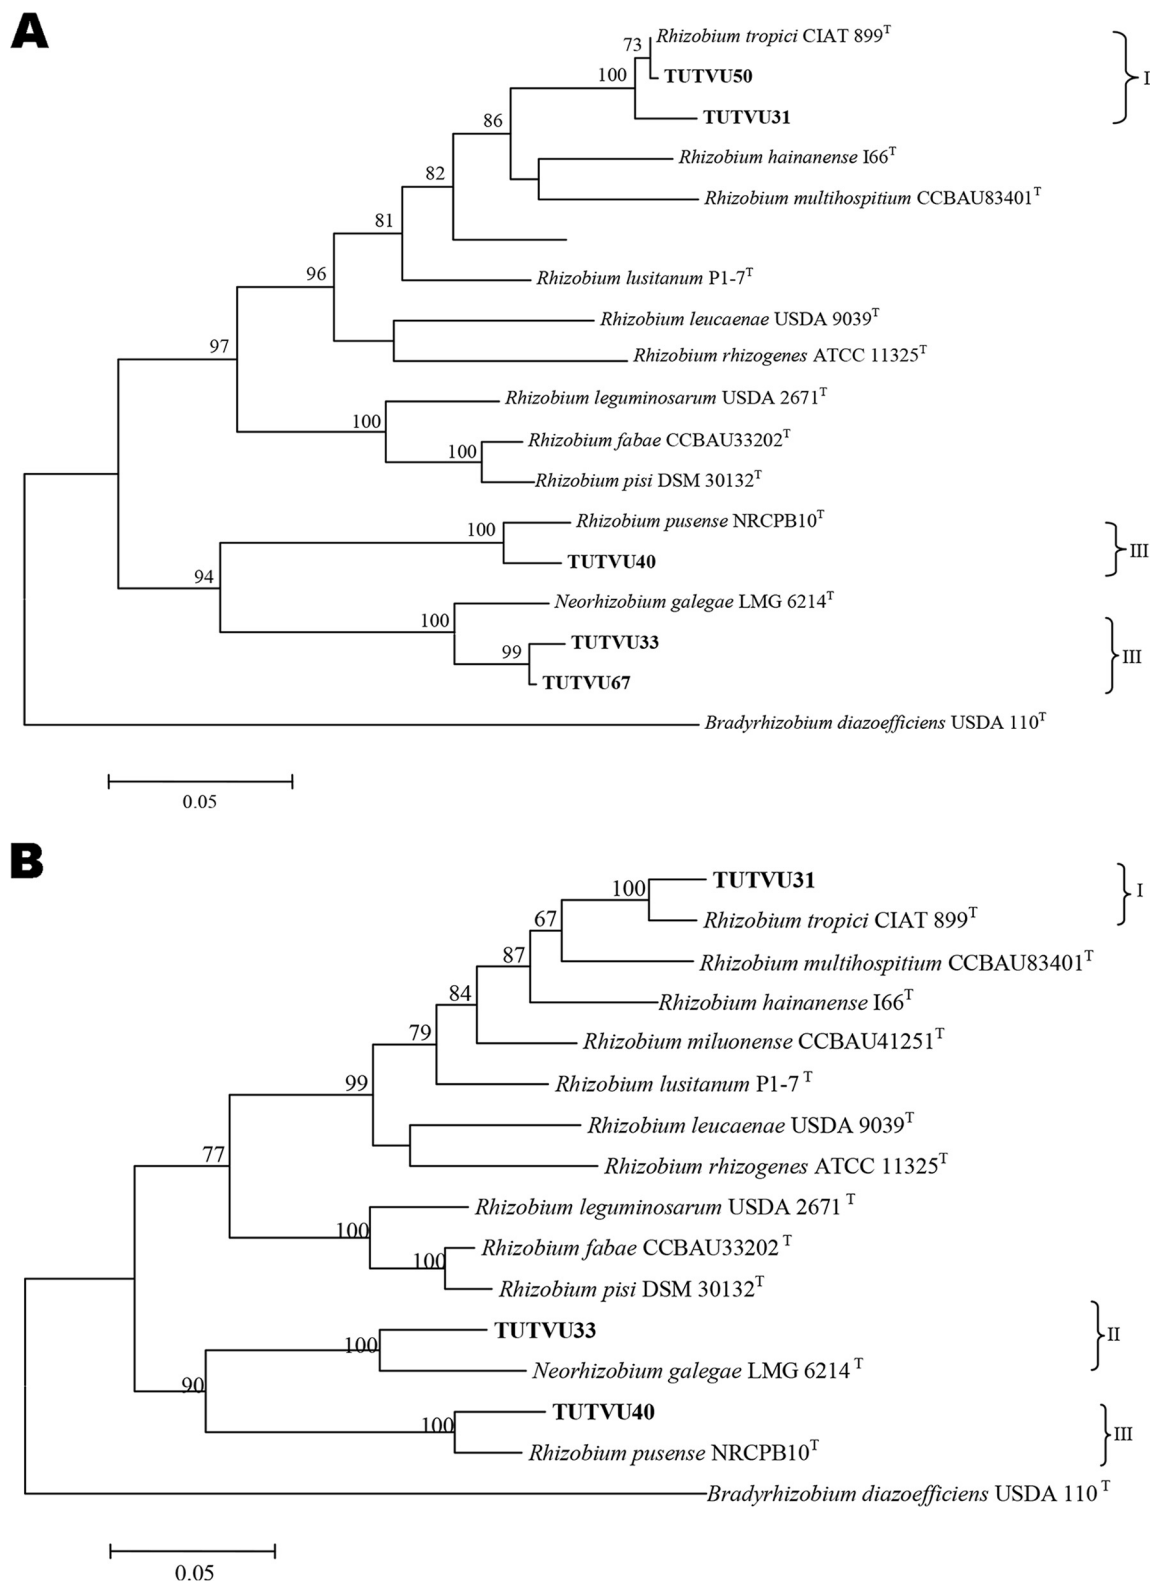 A
Rhizobium tropici CIAT 899T
73
TUTVU50
100
I
TUTVU31
86
Rhizobium hainanense I66T
82
Rhizobium multihospitium CCBAU83401T
81
96
Rhizobium lusitanum P1-7T
Rhizobium leucaenae USDA 9039T
97
Rhizobium rhizogenes ATCC 11325T
Rhizobium leguminosarum USDA 2671T
100
Rhizobium fabae CCBAU33202T
100
Rhizobium pisi DSM 30132T
Rhizobium pusense NRCPB10T
100
III
TUTVU40
94
Neorhizobium galegae LMG 6214T
100
TUTVU33
99
III
TUTVU67
Bradyrhizobium diazoefficiens USDA 110T
0.05
B
TUTVU31
100
I
Rhizobium tropici CIAT 899T
67
87
Rhizobium multihospitium CCBAU83401T
84
Rhizobium hainanense I66T
79
Rhizobium miluonense CCBAU41251T
99
Rhizobium lusitanum P1-7 T
Rhizobium leucaenae USDA 9039T
77
Rhizobium rhizogenes ATCC 11325T
Rhizobium leguminosarum USDA 2671 T
100
Rhizobium fabae CCBAU33202 T
100
Rhizobium pisi DSM 30132T
TUTVU33
100
II
Neorhizobium galegae LMG 6214 T
90
TUTVU40
100
III
Rhizobium pusense NRCPB10T
Bradyrhizobium diazoefficiens USDA 110 T
0.05